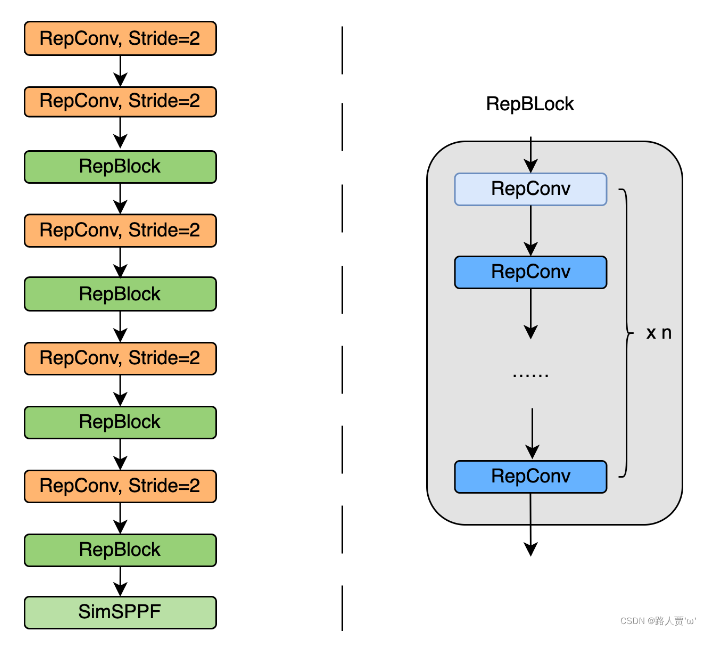 RepConv, Stride=2
RepConv, Stride=2
RepBlock
RepConv, Stride=2
RepBlock
RepConv, Stride=2
RepBlock
RepConv, Stride=2
RepBlock
SimSPPF
RepBLock
RepConv
RepConv
......
RepConv
x n
CSDN @路人贾'ω'